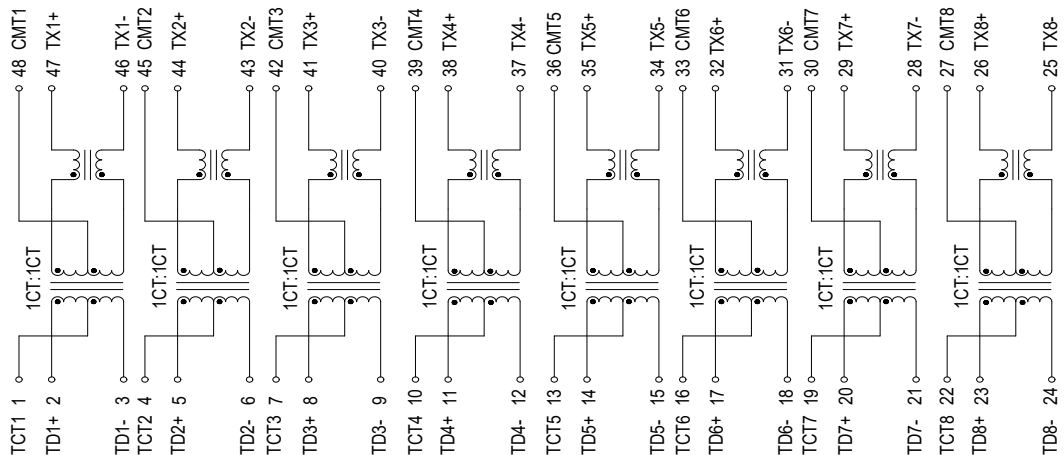 48 CMT1
47 TX1+
46 TX1-
45 CMT2
44 TX2+
43 TX2-
42 CMT3
41 TX3+
40 TX3-
39 CMT4
38 TX4+
37 TX4-
36 CMT5
35 TX5+
34 TX5-
33 CMT6
32 TX6+
31 TX6-
30 CMT7
29 TX7+
28 TX7-
27 CMT8
26 TX8+
25 TX8-
1CT:1CT
1CT:1CT
1CT:1CT
1CT:1CT
1CT:1CT
1CT:1CT
1CT:1CT
1CT:1CT
TCT1 1
TD1+ 2
TD1- 3
TCT2 4
TD2+ 5
TD2- 6
TCT3 7
TD3+ 8
TD3- 9
TCT4 10
TD4+ 11
TD4- 12
TCT5 13
TD5+ 14
TD5- 15
TCT6 16
TD6+ 17
TD6- 18
TCT7 19
TD7+ 20
TD7- 21
TCT8 22
TD8+ 23
TD8- 24